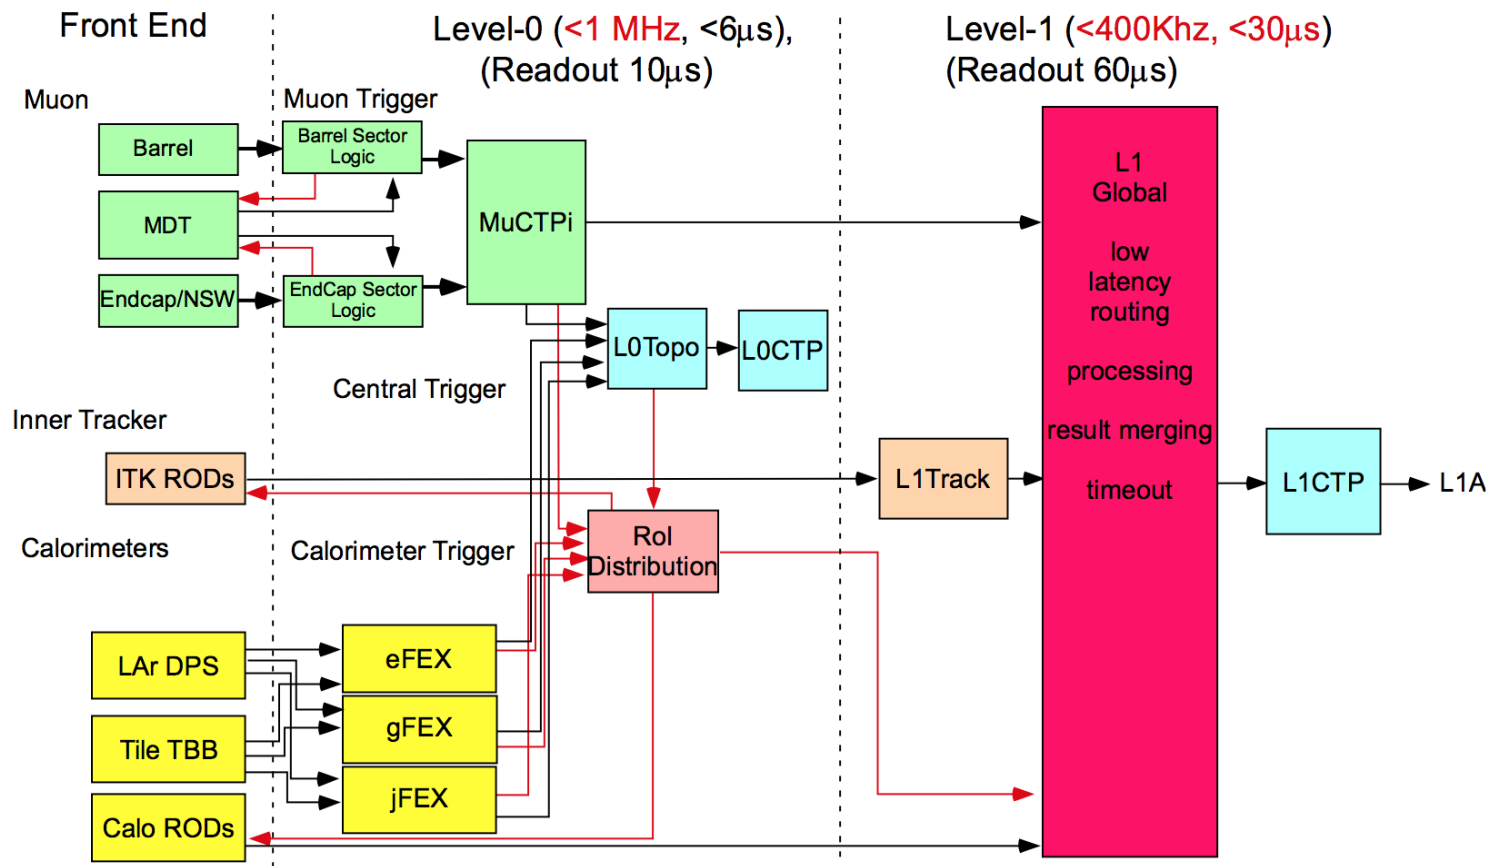 Front End
Level-0 (<1 MHz, <6μs),
(Readout 10μs)
Level-1 (<400Khz, <30μs)
(Readout 60μs)
Muon
Muon Trigger
Barrel
Barrel Sector
Logic
MDT
MuCTPi
Endcap/NSW
EndCap Sector
Logic
L0Topo
L0CTP
Central Trigger
Inner Tracker
ITK RODs
L1Track
L1
Global
low
latency
routing
processing
result merging
timeout
L1CTP
L1A
RoI
Distribution
Calorimeters
Calorimeter Trigger
LAr DPS
eFEX
Tile TBB
gFEX
jFEX
Calo RODs